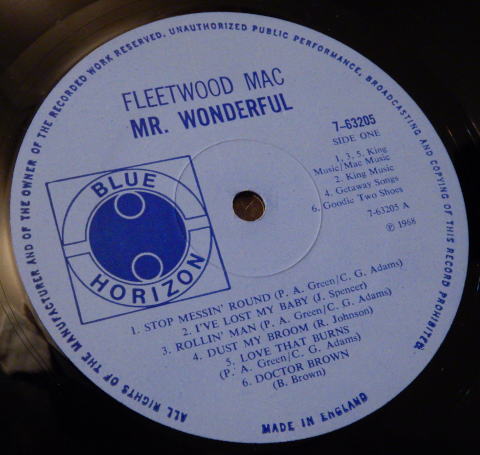 ALL RIGHTS OF THE MANUFACTURER AND OF THE OWNER OF THE RECORDED WORK RESERVED. UNAUTHORIZED PUBLIC PERFORMANCE, BROADCASTING AND COPYING OF THIS RECORD PROHIBITED.
FLEETWOOD MAC
MR. WONDERFUL
7-63205
SIDE ONE
1, 3, 5. King
Music/Mac Music
2. King Music
4. Getaway Songs
6. Goodie Two Shoes
7-63205 A
℗ 1968
BLUE
HORIZON
1. STOP MESSIN' ROUND (P. A. Green/C. G. Adams)
2. I'VE LOST MY BABY (J. Spencer)
3. ROLLIN' MAN (P. A. Green/C. G. Adams)
4. DUST MY BROOM (R. Johnson)
5. LOVE THAT BURNS
(P. A. Green/C. G. Adams)
6. DOCTOR BROWN
(B. Brown)
MADE IN ENGLAND